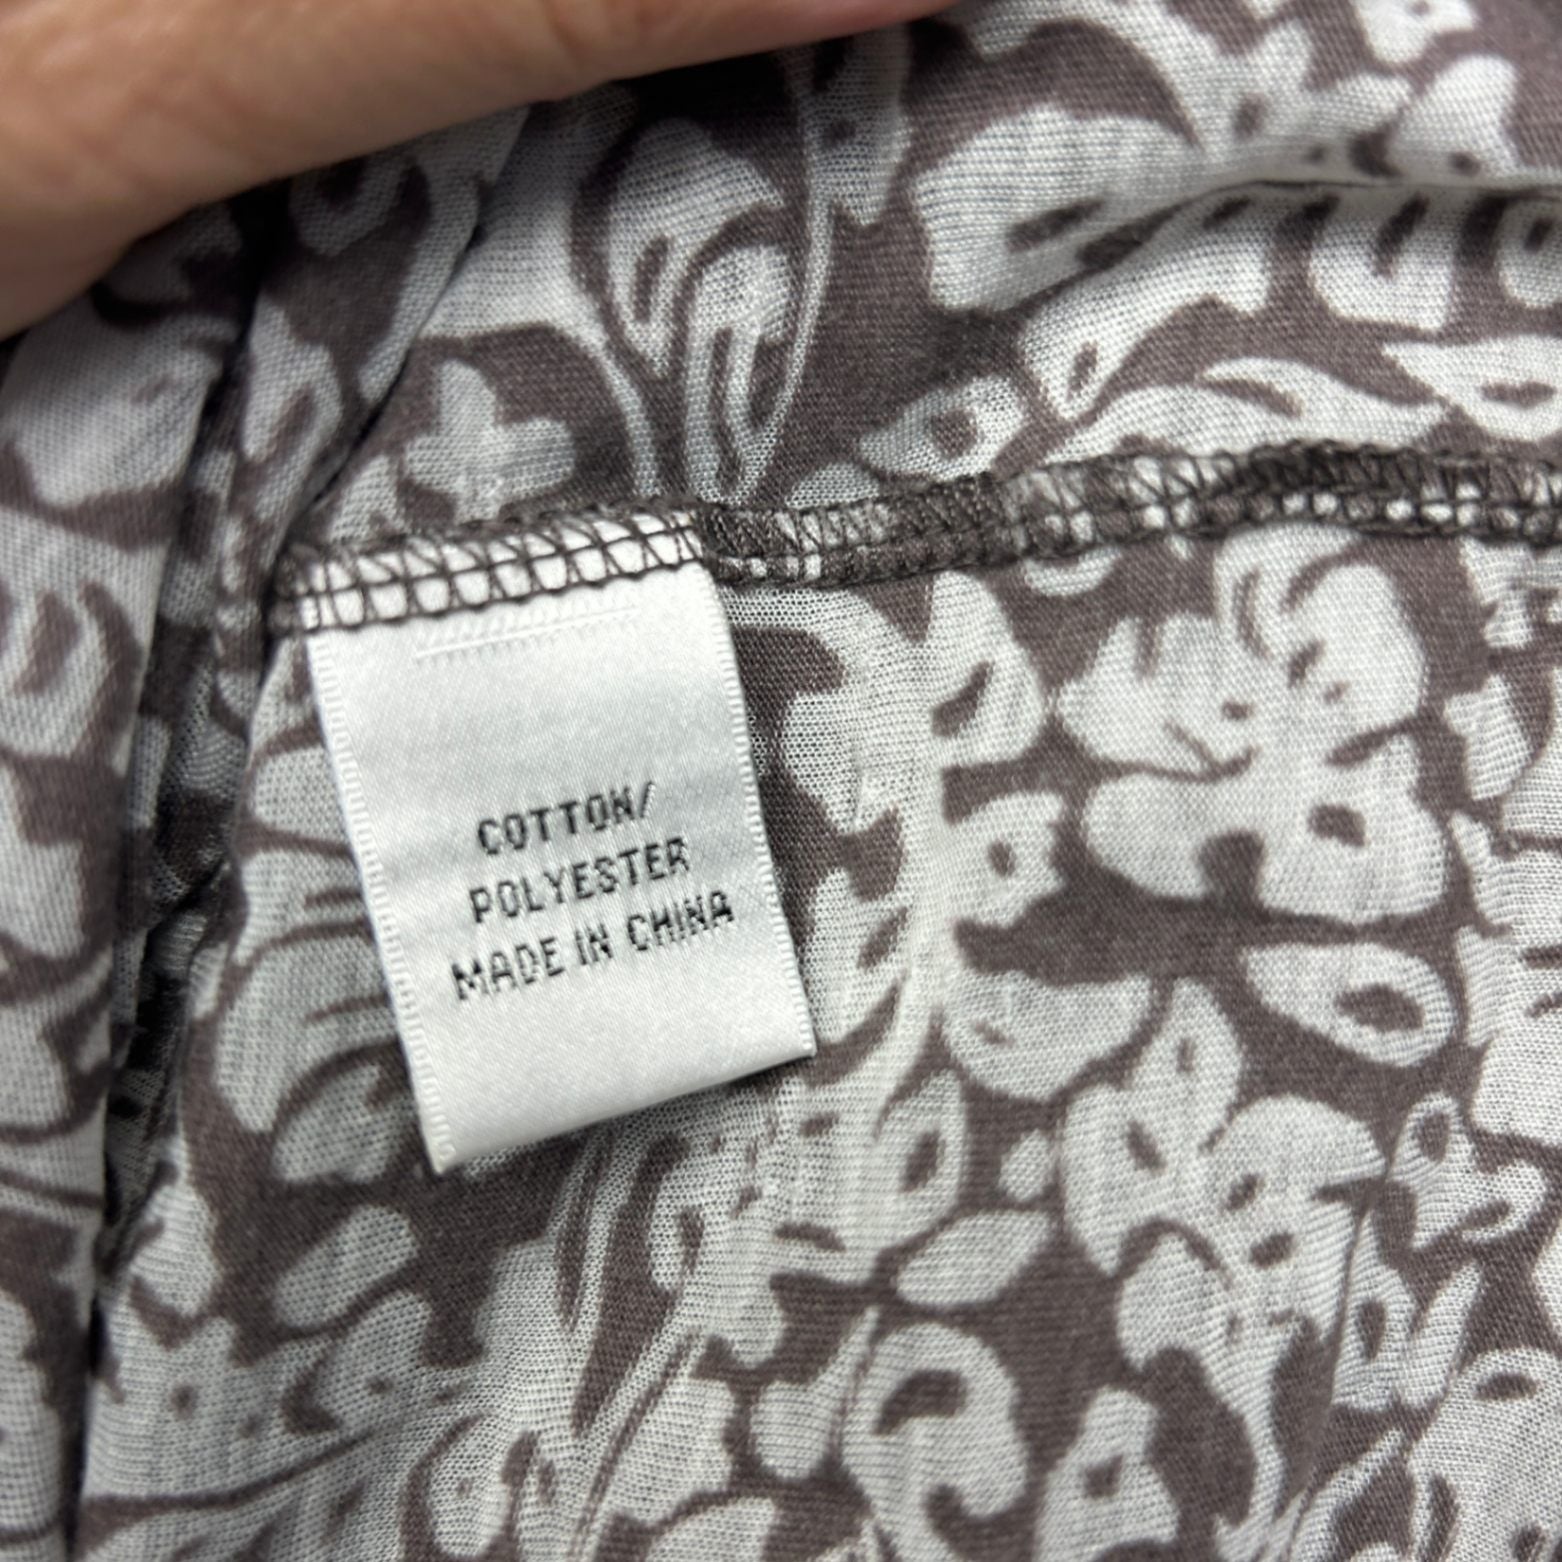 COTTON/
POLYESTER
MADE IN CHINA